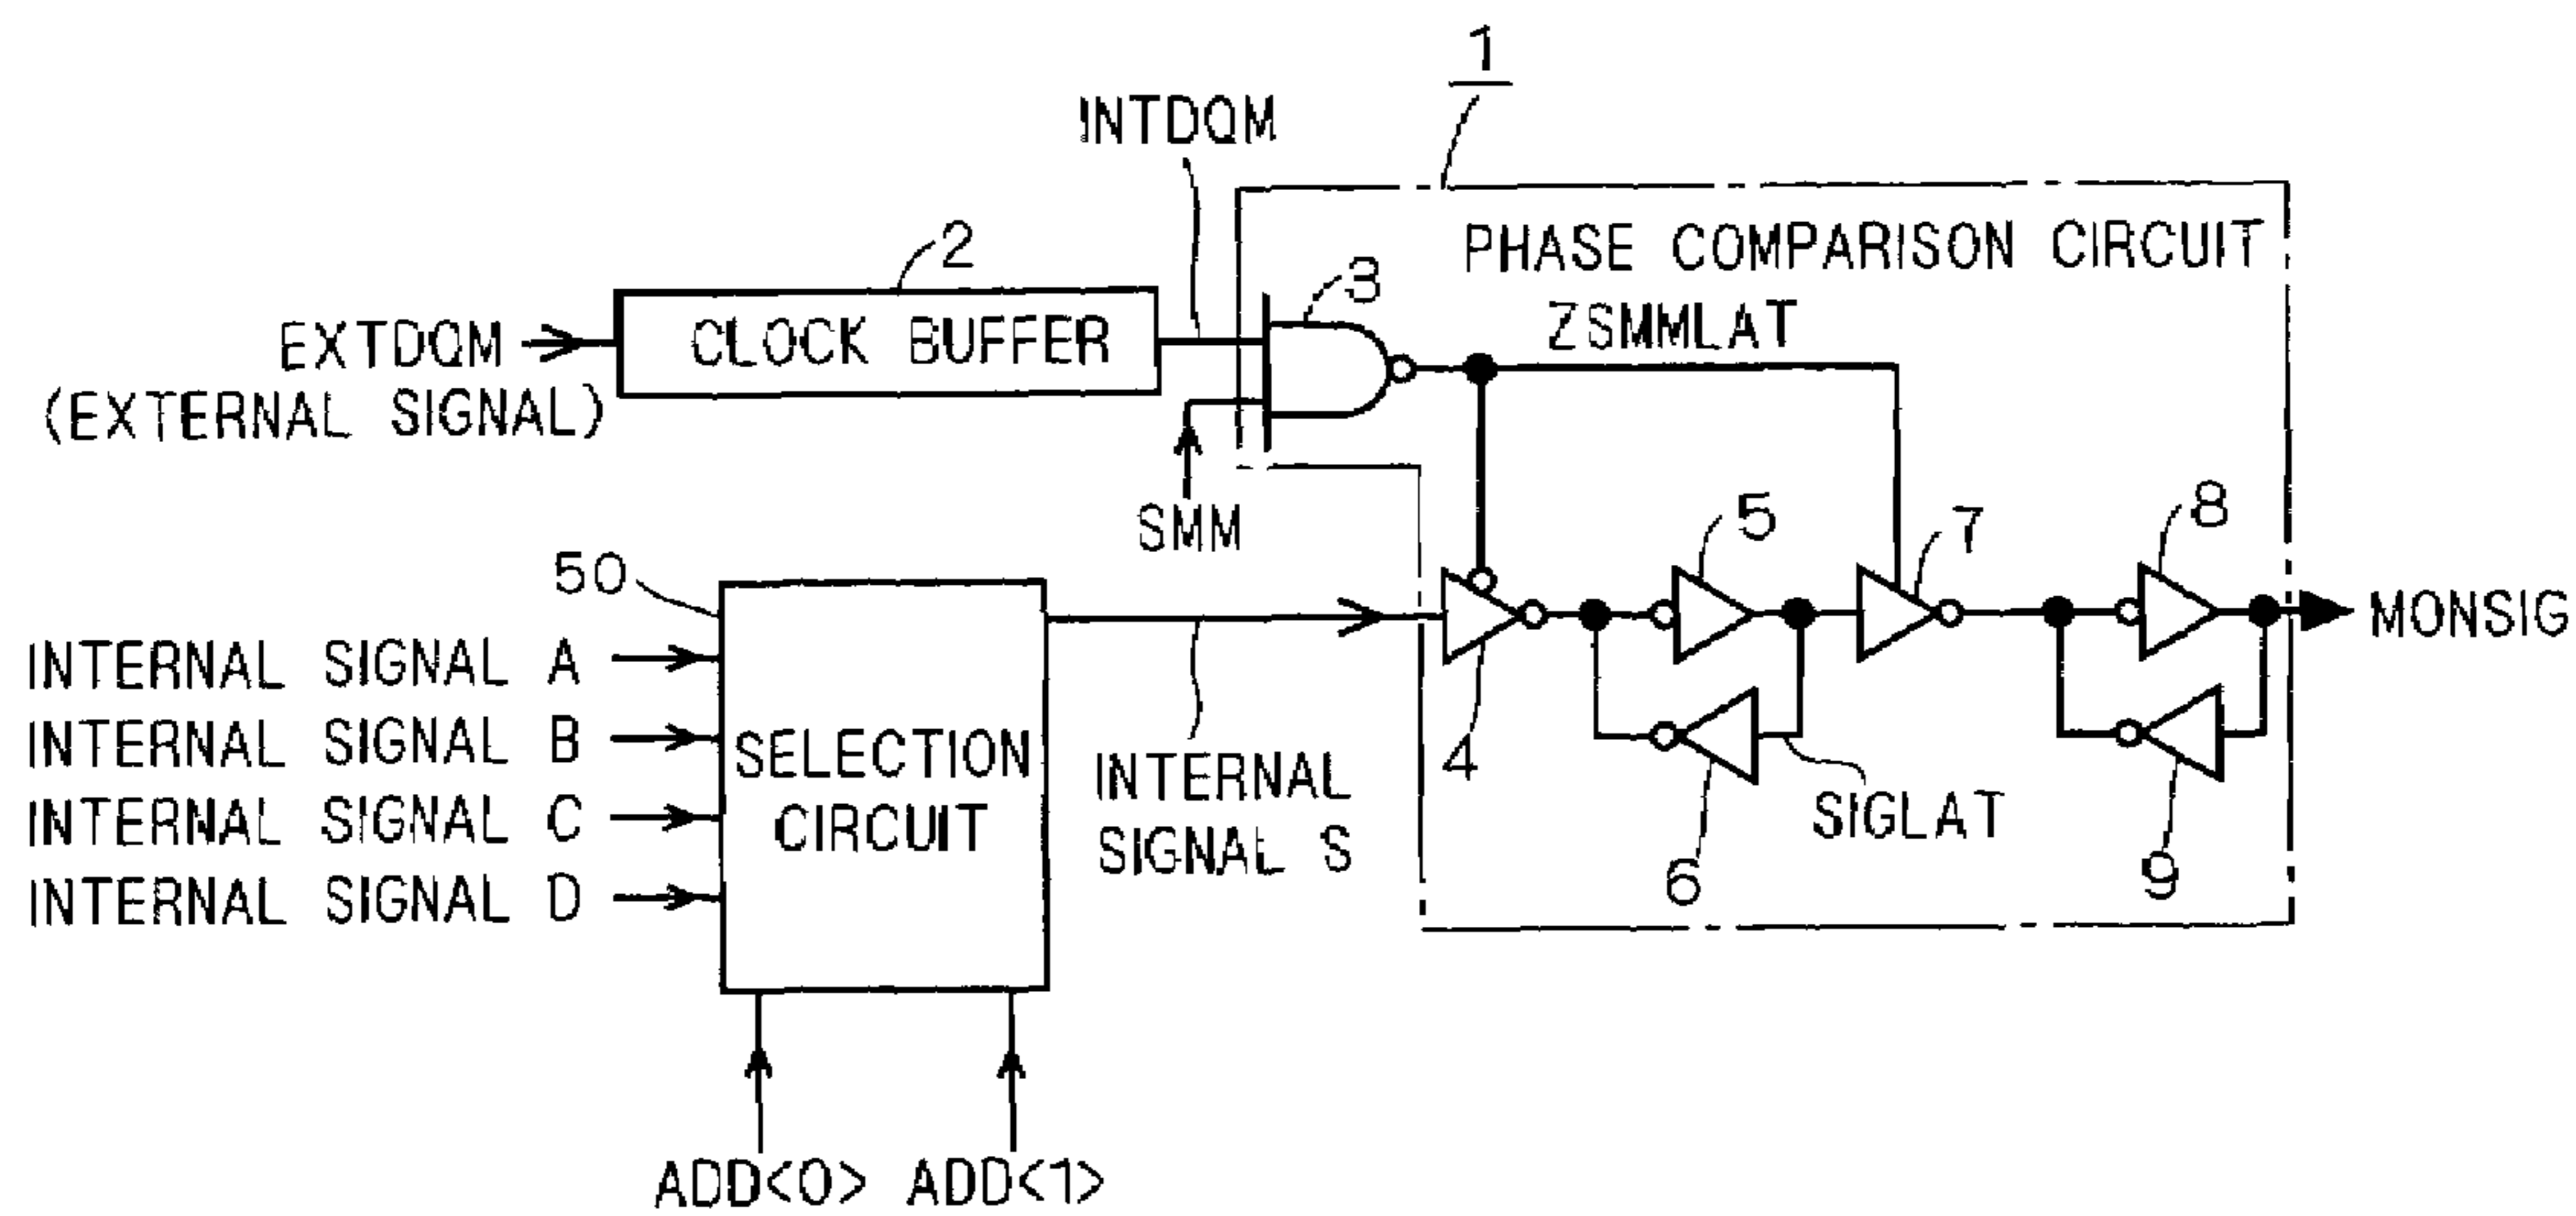 1
INTDQM
PHASE COMPARISON CIRCUIT
2
3
ZSMMLAT
EXTDQM
(EXTERNAL SIGNAL)
CLOCK BUFFER
SMM
5
7
8
50
INTERNAL SIGNAL A
INTERNAL SIGNAL B
INTERNAL SIGNAL C
INTERNAL SIGNAL D
SELECTION
CIRCUIT
INTERNAL
SIGNAL S
4
6
SIGLAT
9
MONSIG
ADD<0> ADD<1>